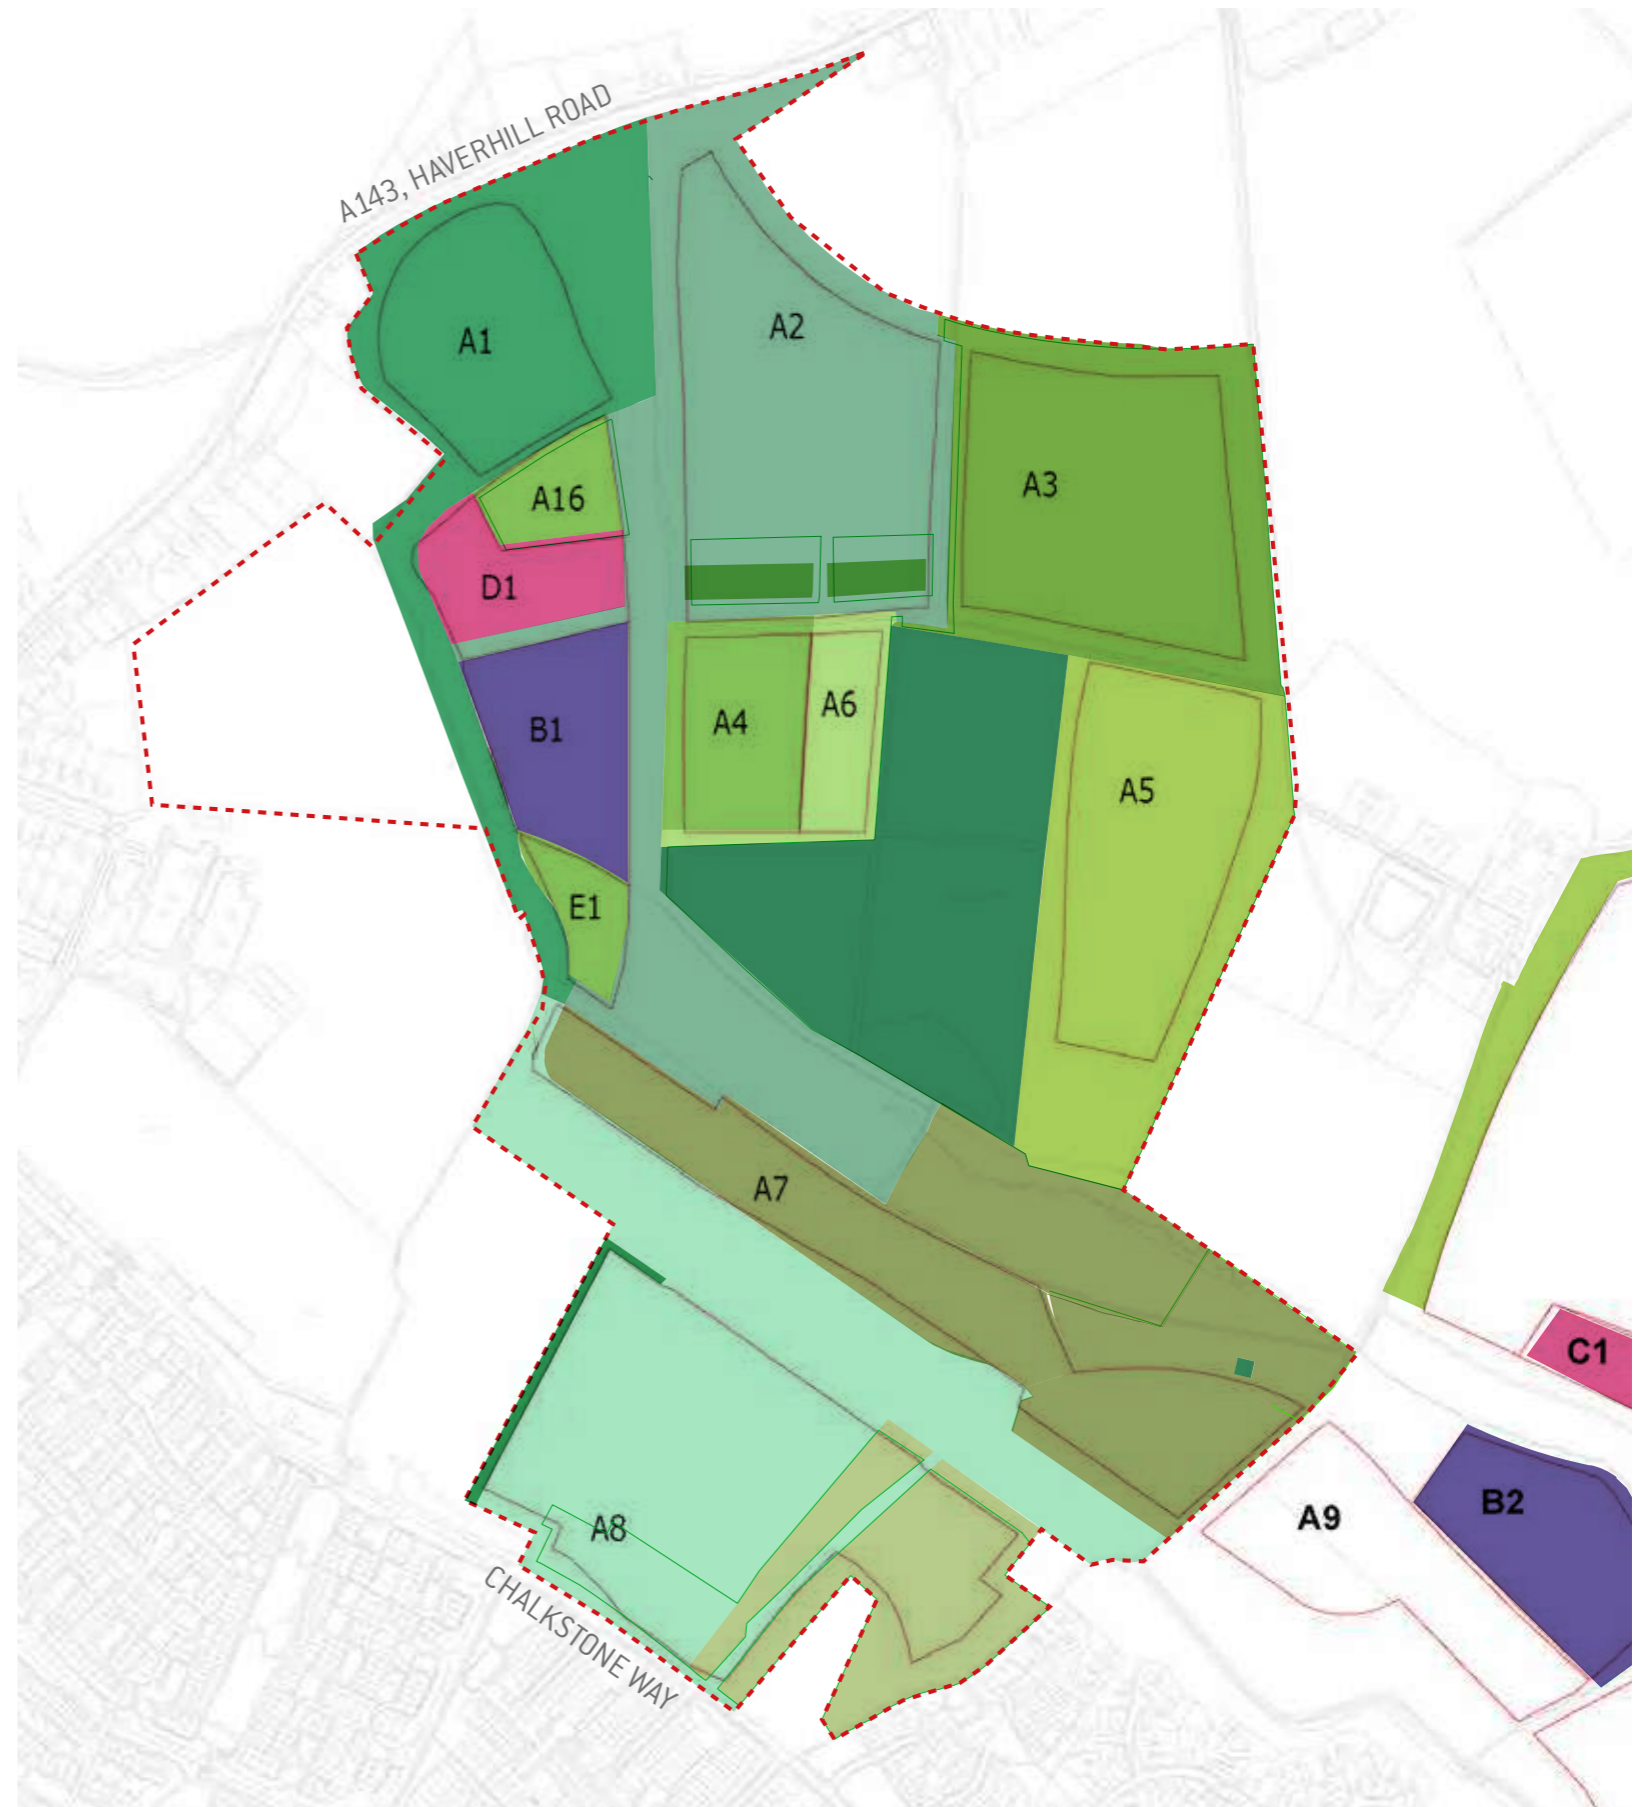 A143, HAVERHILL ROAD
A1
A2
A16
A3
D1
A4
A6
B1
A5
E1
A7
C1
A8
A9
B2
CHALKSTONE WAY